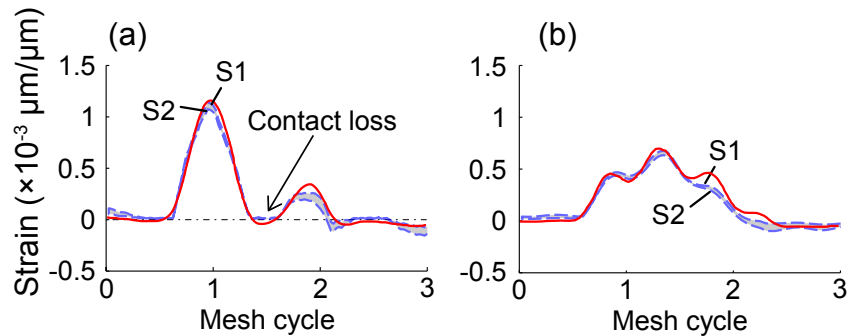 (a)
1.5
1
0.5
0
-0.5
0
1
2
3
Strain (×10⁻³ μm/μm)
Mesh cycle
S1
S2
Contact loss
(b)
1.5
1
0.5
0
-0.5
0
1
2
3
Mesh cycle
S1
S2